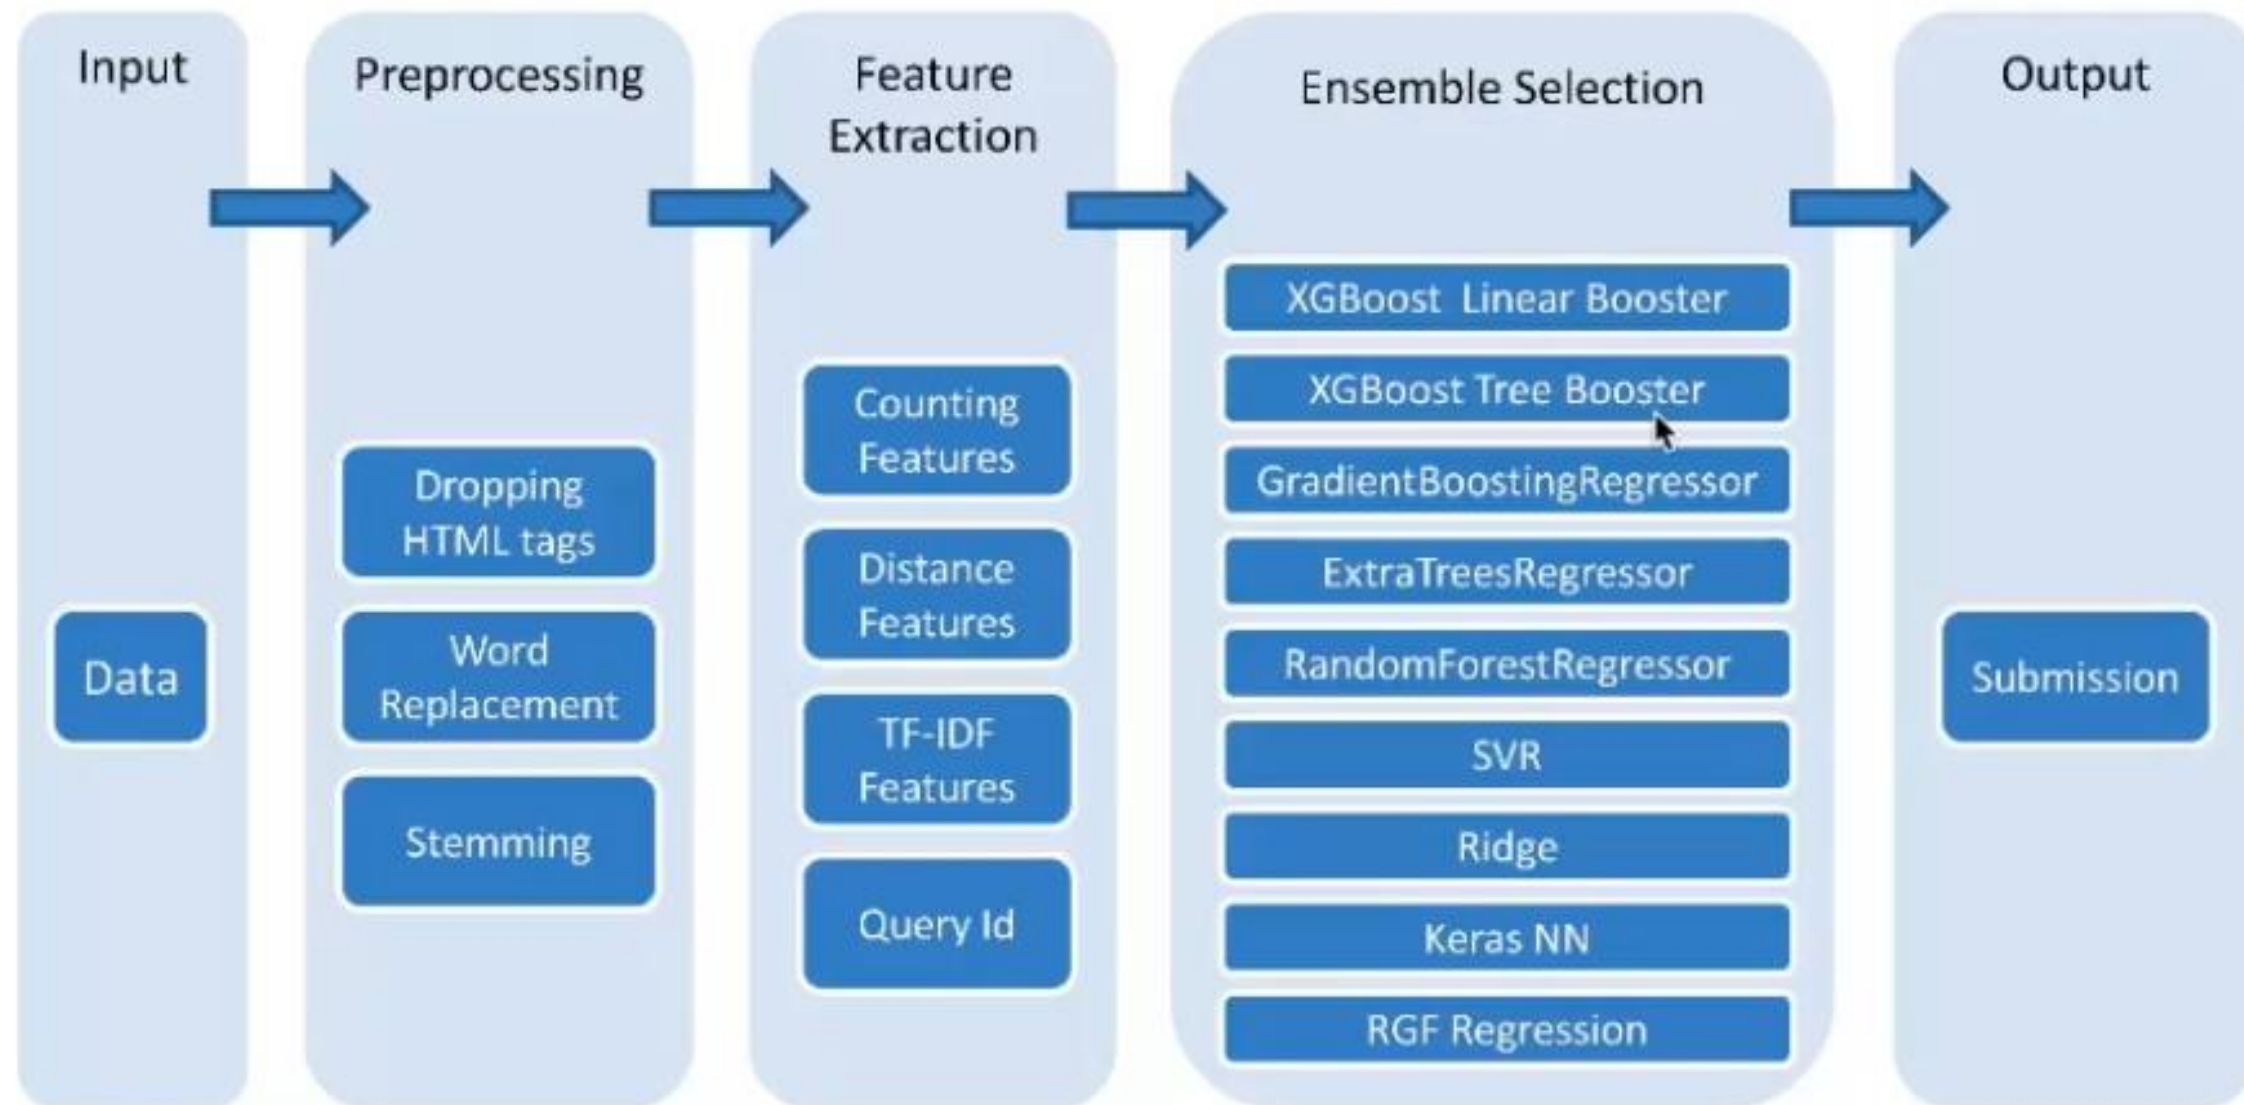 Input
Data
Preprocessing
Dropping
HTML tags
Word
Replacement
Stemming
Feature
Extraction
Counting
Features
Distance
Features
TF-IDF
Features
Query Id
Ensemble Selection
XGBoost Linear Booster
XGBoost Tree Booster
GradientBoostingRegressor
ExtraTreesRegressor
RandomForestRegressor
SVR
Ridge
Keras NN
RGF Regression
Output
Submission